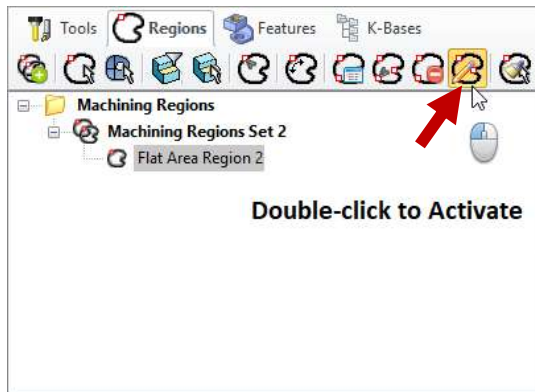 Tools Regions Features K-Bases
Machining Regions
Machining Regions Set 2
Flat Area Region 2
Double-click to Activate